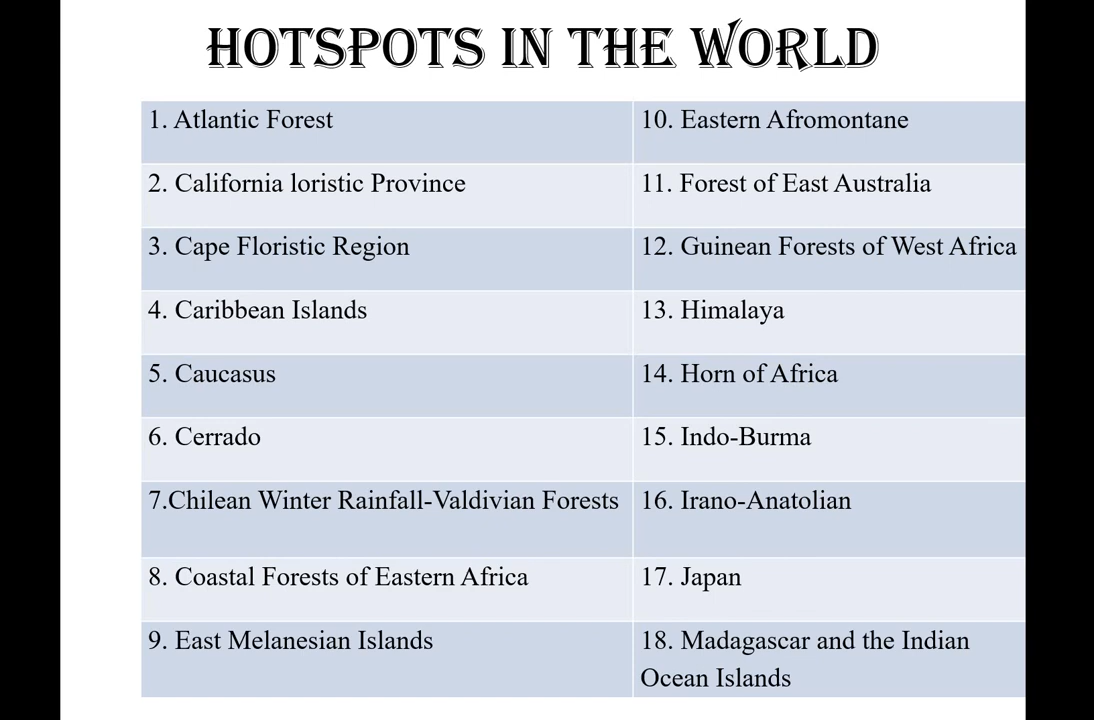 HOTSPOTS IN THE WORLD
1. Atlantic Forest
10. Eastern Afromontane
2. California loristic Province
11. Forest of East Australia
3. Cape Floristic Region
12. Guinean Forests of West Africa
4. Caribbean Islands
13. Himalaya
5. Caucasus
14. Horn of Africa
6. Cerrado
15. Indo-Burma
7.Chilean Winter Rainfall-Valdivian Forests
16. Irano-Anatolian
8. Coastal Forests of Eastern Africa
17. Japan
9. East Melanesian Islands
18. Madagascar and the Indian
Ocean Islands